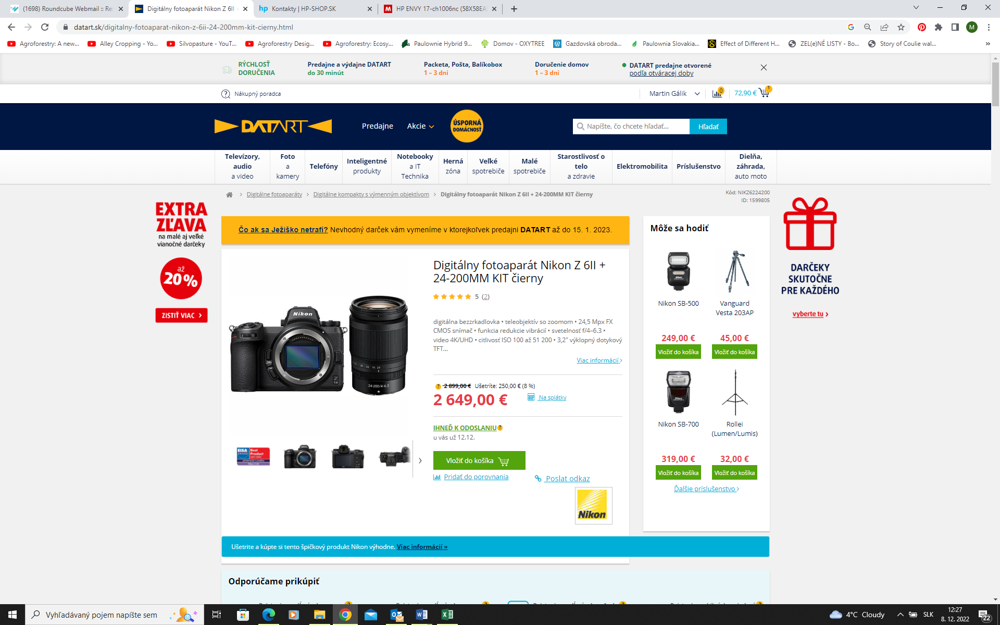 (1698) Roundcube Webmail :: Re:
Digitálny fotoaparát Nikon Z 6II
Kontakty | HP-SHOP.SK
HP ENVY 17-ch1006nc (58X58EA
datart.sk/digitalny-fotoaparat-nikon-z-6ii-24-200mm-kit-cierny.html
M
Agroforestry: A new...
Alley Cropping - Yo...
Silvopasture - YouT...
Agroforestry Desig...
Agroforestry: Ecosy...
Paulownie Hybrid 9...
Domov - OXYTREE
Gazdovská obroda...
Paulownia Slovakia...
Effect of Different H...
ZEL(e)NÉ LISTY - Bo...
Story of Coulie wal...
RÝCHLOSŤ
DORUČENIA
Predajne a výdajne DATART
do 30 minút
Packeta, Pošta, Balíkobox
1 – 3 dni
Doručenie domov
1 – 3 dni
DATART predajne otvorené
podľa otváracej doby
Nákupný poradca
Martin Gálik
0
72,90 €
1
DATART
Predajne
Akcie
ÚSPORNÁ
DOMÁCNOSŤ
Napíšte, čo chcete hľadať...
Hľadať
Televízory,
audio
a video
Foto
a
kamery
Telefóny
Inteligentné
produkty
Notebooky
a IT
Technika
Herná
zóna
Veľké
spotrebiče
Malé
spotrebiče
Starostlivosť o
telo
a zdravie
Elektromobilita
Príslušenstvo
Dielňa,
záhrada,
auto moto
Digitálne fotoaparáty
Digitálne kompakty s výmenným objektívom
Digitálny fotoaparát Nikon Z 6II + 24-200MM KIT čierny
Kód: NIKZ6224200
ID: 1599805
EXTRA
ZĽAVA
na malé aj veľké
vianočné darčeky
až
20%
ZISTIŤ VIAC
Čo ak sa Ježiško netrafí? Nevhodný darček vám vymeníme v ktorejkoľvek predajni DATART až do 15. 1. 2023.
Digitálny fotoaparát Nikon Z 6II +
24-200MM KIT čierny
5 (2)
digitálna bezzrkadlovka • teleobjektív so zoomom • 24,5 Mpx FX
CMOS snímač • funkcia redukcie vibrácií • svetelnosť f/4–6.3 •
video 4K/UHD • citlivosť ISO 100 až 51 200 • 3,2" výklopný dotykový
TFT...
Viac informácií
Nikon
24-200/4-6.3
2 899,00 € Ušetríte: 250,00 € (8 %)
2 649,00 €
Na splátky
IHNEĎ K ODOSLANIU
u vás už 12.12.
EISA
AWARD
Best
Product
Vložiť do košíka
Pridať do porovnania
Poslat odkaz
Nikon
Môže sa hodiť
Nikon SB-500
249,00 €
Vložiť do košíka
Vanguard
Vesta 203AP
45,00 €
Vložiť do košíka
Nikon SB-700
319,00 €
Vložiť do košíka
Rollei
(Lumen/Lumis)
32,00 €
Vložiť do košíka
Ďalšie príslušenstvo
DARČEKY
SKUTOČNE
PRE KAŽDÉHO
vyberte tu
Ušetrite a kúpte si tento špičkový produkt Nikon výhodne. Viac informácií »
Odporúčame prikúpiť
Vyhľadávaný pojem napíšte sem
4°C Cloudy
SLK
12:27
8. 12. 2022
22